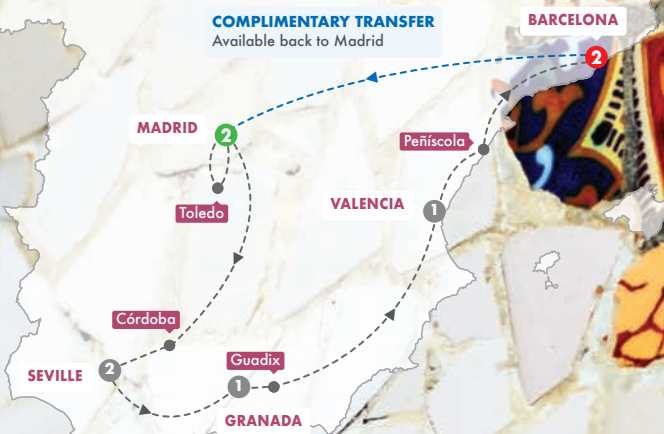 COMPLIMENTARY TRANSFER
Available back to Madrid
BARCELONA
2
MADRID
2
Peñíscola
Toledo
VALENCIA
1
Córdoba
SEVILLE
2
Guadix
1
GRANADA